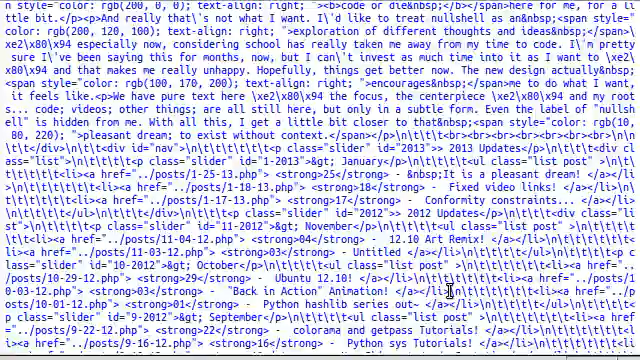 n style="color: rgb(200, 0, 0); text-align: right; "><b>code or die&nbsp;</b></span>here for me, for a lit
tle bit.</p><p>And really that\'s not what I want. I\'d like to treat nullshell as an&nbsp;<span style="
color: rgb(200, 120, 100); text-align: right; ">exploration of different thoughts and ideas&nbsp;</span>\
xe2\x80\x94 especially now, considering school has really taken me away from my time to code. I\'m pretty
 sure I\'ve been saying this for months, now, but I can\'t invest as much time into it as I want to \xe2\
x80\x94 and that makes me really unhappy. Hopefully, things get better now. The new design actually&nbsp;
<span style="color: rgb(100, 170, 200); text-align: right; ">encourages&nbsp;</span>me to do what I want,
 it feels like.<p>We have pure text here \xe2\x80\x94 the focus, the centerpiece \xe2\x80\x94 and my root
s... code; videos; other things; are all still here, but only in a subtle form. Even the label of "nullsh
ell" is hidden from me. With all this, I get a little bit closer to that&nbsp;<span style="color: rgb(10,
 80, 220); ">pleasant dream; to exist without context.</span></p>\n\t\t\t\t<br><br><br><br><br>\n\n\t\t\t
\t\t</div>\n\t\t\t<div id="nav">\n\t\t\t\t<p class="slider" id="2013">> 2013 Updates</p>\n\t\t\t\t<div cl
ass="list">\n\t\t\t\t\t<p class="slider" id="1-2013">&gt; January</p>\n\t\t\t\t\t<ul class="list post" >\
n\t\t\t\t\t\t<li><a href="../posts/1-25-13.php"> <strong>25</strong> - &nbsp;It is a pleasant dream! </a>
</li>\n\t\t\t\t\t\t<li><a href="../posts/1-18-13.php"> <strong>18</strong> -  Fixed video links! </a></li>
\n\t\t\t\t\t\t<li><a href="../posts/1-17-13.php"> <strong>17</strong> -  Conformity constraints... </a></l
i>\n\t\t\t\t\t</ul>\n\t\t\t\t</div>\n\t\t\t\t<p class="slider" id="2012">> 2012 Updates</p>\n\t\t\t\t<div class="li
st">\n\t\t\t\t\t<p class="slider" id="11-2012">&gt; November</p>\n\t\t\t\t\t<ul class="list post" >\n\t\t\t\t
\t\t<li><a href="../posts/11-04-12.php"> <strong>04</strong> -  12.10 Art Remix! </a></li>\n\t\t\t\t\t\t<l
i><a href="../posts/11-03-12.php"> <strong>03</strong> - Untitled </a></li>\n\t\t\t\t\t</ul>\n\t\t\t\t\t<p c
lass="slider" id="10-2012">&gt; October</p>\n\t\t\t\t\t<ul class="list post" >\n\t\t\t\t\t\t<li><a href="..
/posts/10-29-12.php"> <strong>29</strong> -  Ubuntu 12.10! </a></li>\n\t\t\t\t\t\t<li><a href="../posts/1
0-03-12.php"> <strong>03</strong> -  "Back in Action" Animation! </a></li>\n\t\t\t\t\t\t<li><a href="../p
osts/10-01-12.php"> <strong>01</strong> -  Python hashlib series out~ </a></li>\n\t\t\t\t\t</ul>\n\t\t\t\t\t<
p class="slider" id="9-2012">&gt; September</p>\n\t\t\t\t\t<ul class="list post" >\n\t\t\t\t\t\t<li><a href
="../posts/9-22-12.php"> <strong>22</strong> -  colorama and getpass Tutorials! </a></li>\n\t\t\t\t\t\t<l
i><a href="../posts/9-16-12.php"> <strong>16</strong> -  Python sys Tutorials! </a></li>\n\t\t\t\t\t\t<li